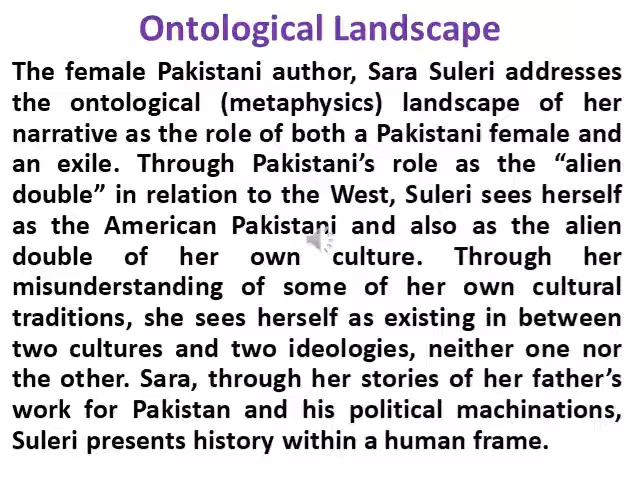 Ontological Landscape
The female Pakistani author, Sara Suleri addresses
the ontological (metaphysics) landscape of her
narrative as the role of both a Pakistani female and
an exile. Through Pakistani’s role as the “alien
double” in relation to the West, Suleri sees herself
as the American Pakistani and also as the alien
double of her own culture. Through her
misunderstanding of some of her own cultural
traditions, she sees herself as existing in between
two cultures and two ideologies, neither one nor
the other. Sara, through her stories of her father’s
work for Pakistan and his political machinations,
Suleri presents history within a human frame.